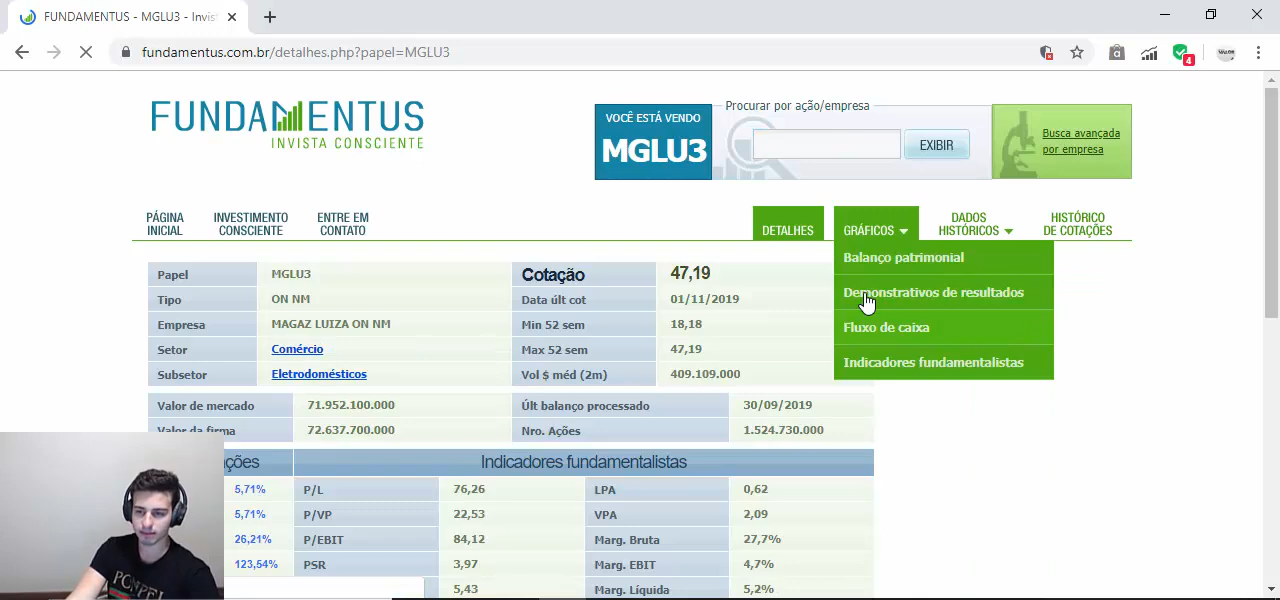 FUNDAMENTUS - MGLU3 - Invis
fundamentus.com.br/detalhes.php?papel=MGLU3
4
FUNDAMENTUS
INVISTA CONSCIENTE
VOCÊ ESTÁ VENDO
MGLU3
Procurar por ação/empresa
EXIBIR
Busca avançada
por empresa
PÁGINA
INICIAL
INVESTIMENTO
CONSCIENTE
ENTRE EM
CONTATO
DETALHES
GRÁFICOS
DADOS
HISTÓRICOS
HISTÓRICO
DE COTAÇÕES
Balanço patrimonial
Demonstrativos de resultados
Fluxo de caixa
Indicadores fundamentalistas
Papel MGLU3 Cotação 47,19
Tipo ON NM Data últ cot 01/11/2019
Empresa MAGAZ LUIZA ON NM Min 52 sem 18,18
Setor Comércio Max 52 sem 47,19
Subsetor Eletrodomésticos Vol $ méd (2m) 409.109.000
Valor de mercado 71.952.100.000 Últ balanço processado 30/09/2019
Valor da firma 72.637.700.000 Nro. Ações 1.524.730.000
ções Indicadores fundamentalistas
5,71% P/L 76,26 LPA 0,62
5,71% P/VP 22,53 VPA 2,09
26,21% P/EBIT 84,12 Marg. Bruta 27,7%
123,54% PSR 3,97 Marg. EBIT 4,7%
5,43 Marg. Líquida 5,2%
POMPEI